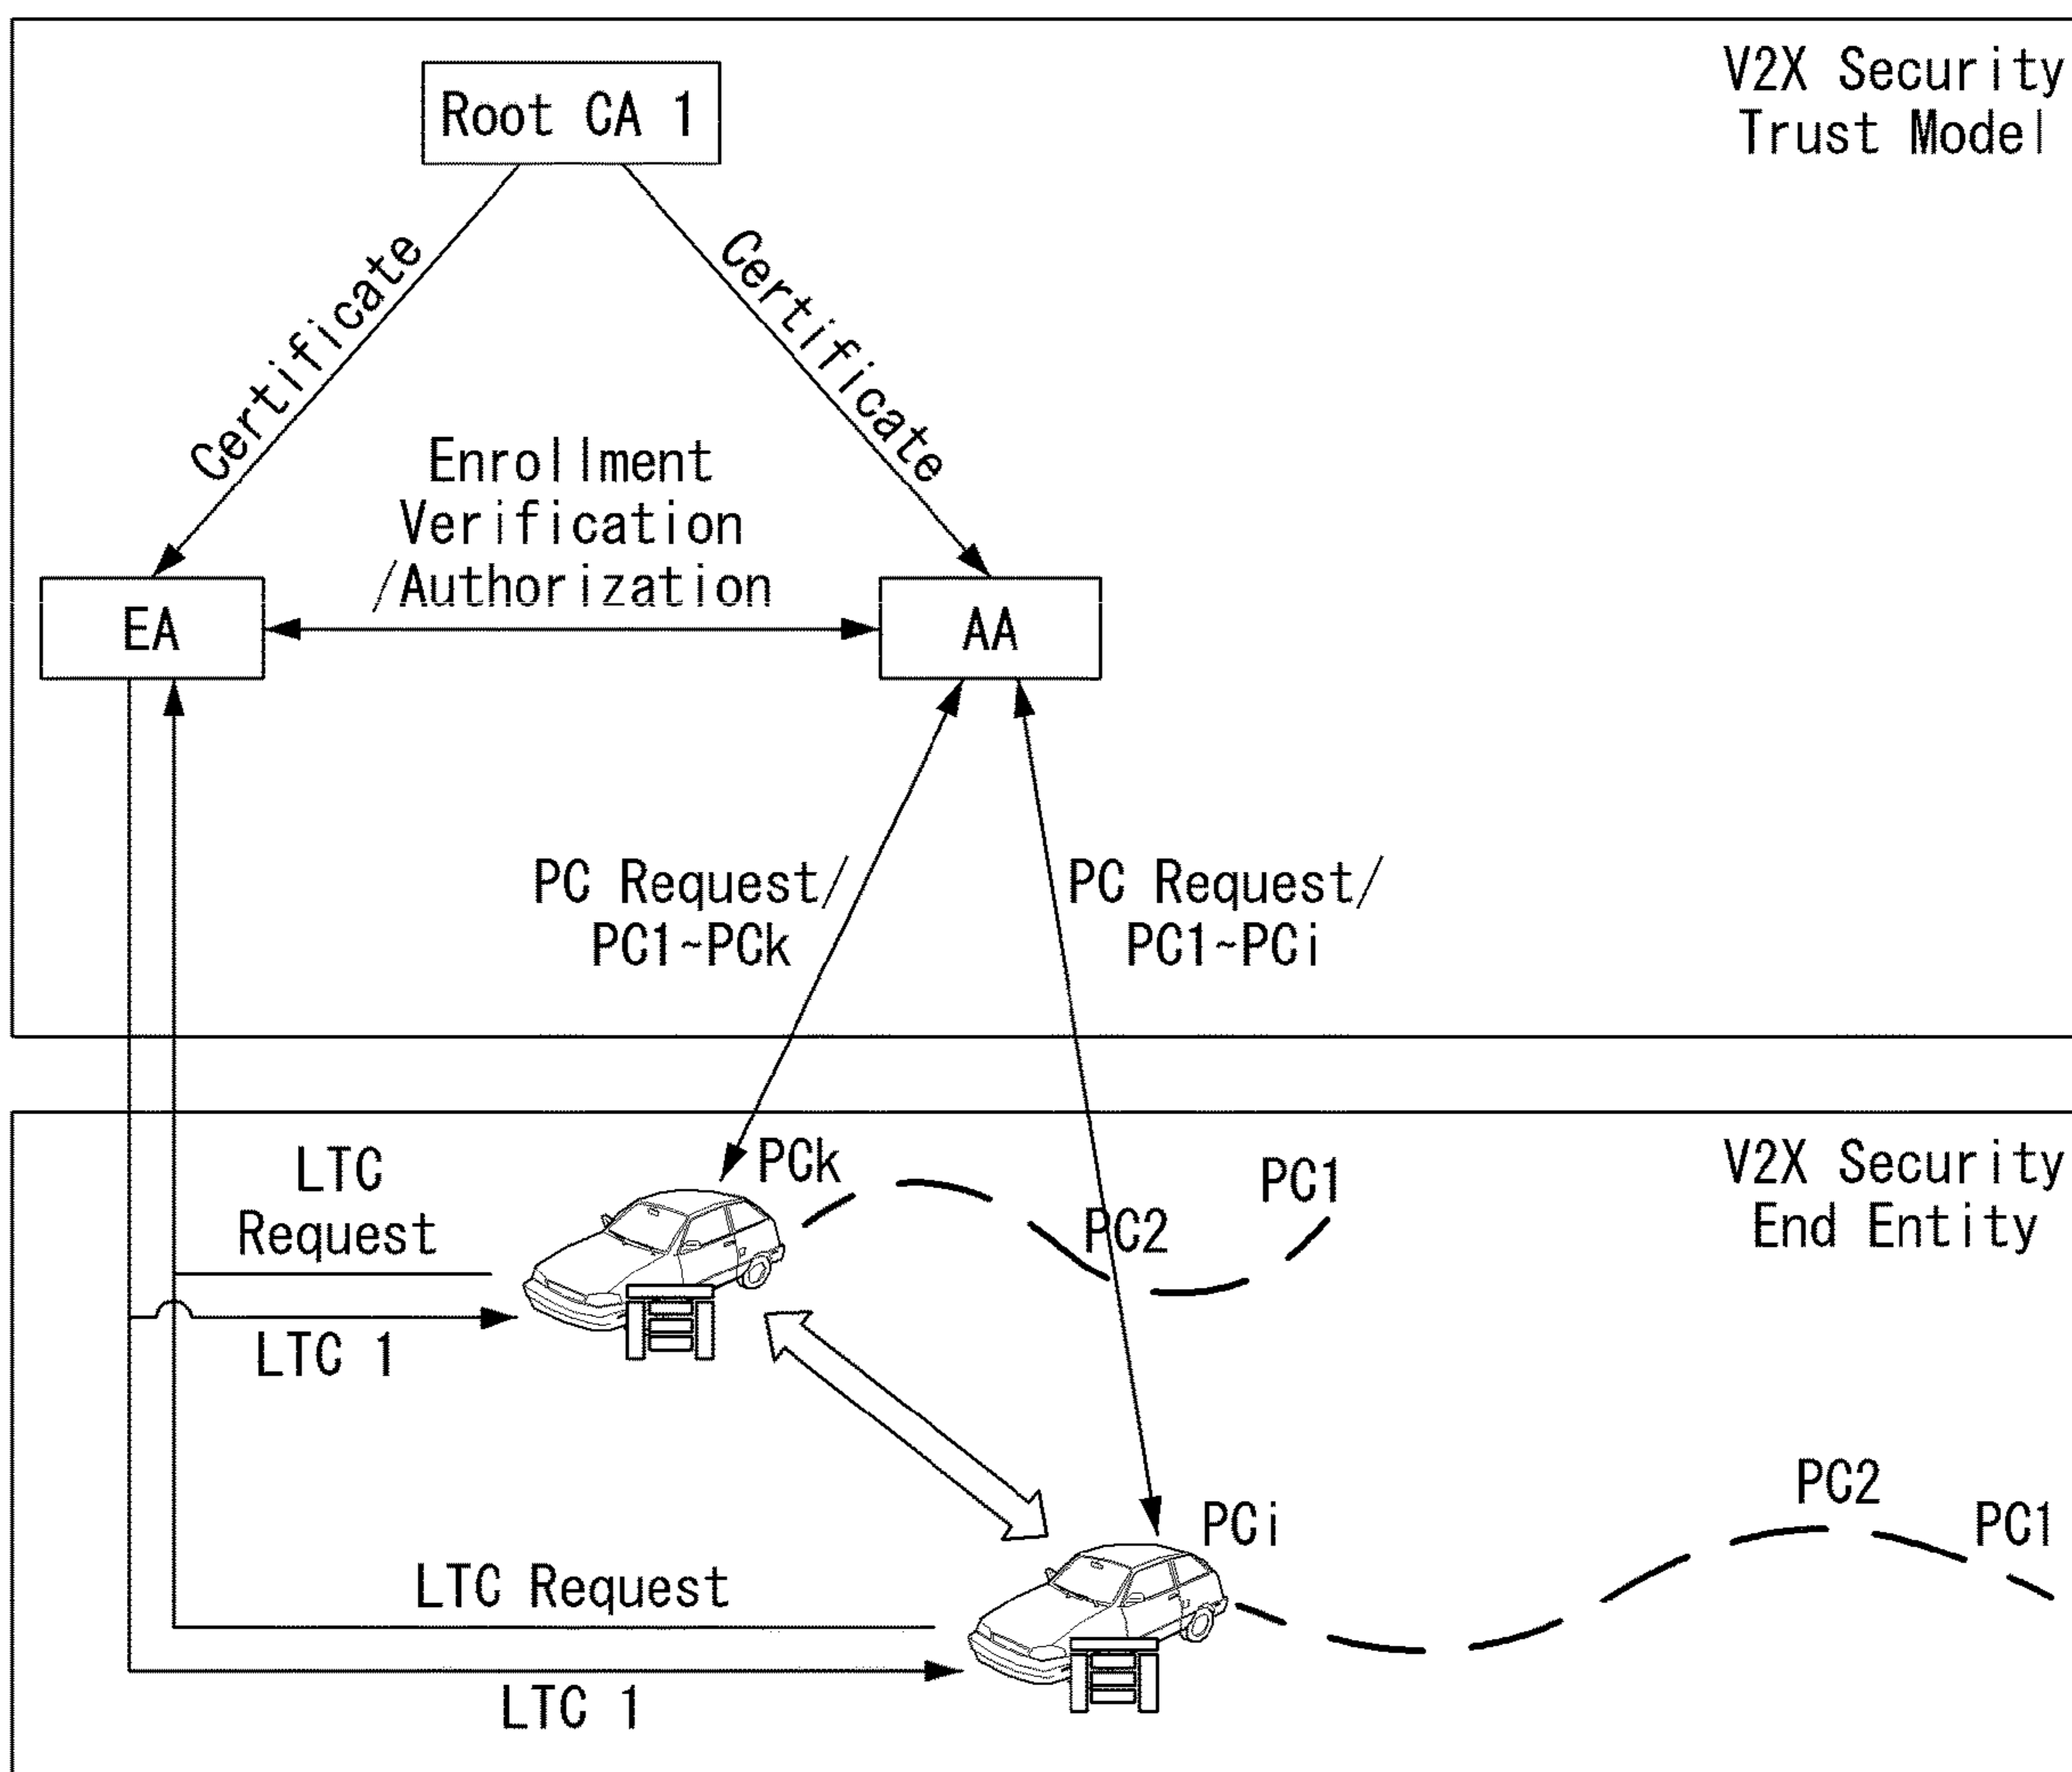 V2X Security
Trust Model
Root CA 1
Certificate
Certificate
Enrollment
Verification
/Authorization
EA
AA
PC Request/
PC1~PCk
PC Request/
PC1~PCi
V2X Security
End Entity
LTC
Request
PCk
PC1
PC2
LTC 1
PC2
PCi
PC1
LTC Request
LTC 1